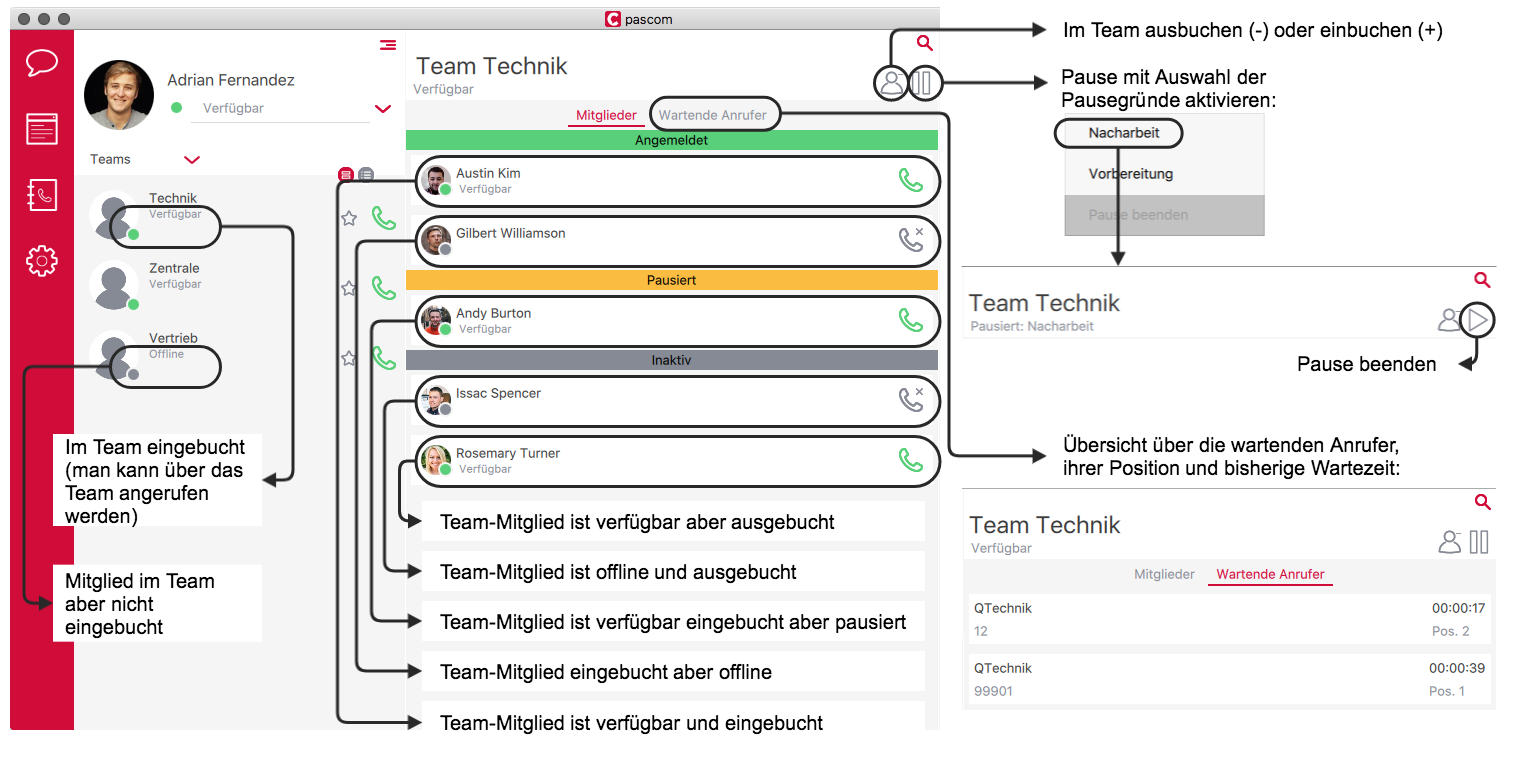 pascom
Adrian Fernandez
Verfügbar
Teams
Technik
Verfügbar
Zentrale
Verfügbar
Vertrieb
Offline
Im Team eingebucht
(man kann über das
Team angerufen
werden)
Mitglied im Team
aber nicht
eingebucht
Team Technik
Verfügbar
Mitglieder Wartende Anrufer
Angemeldet
Austin Kim
Verfügbar
Gilbert Williamson
Pausiert
Andy Burton
Verfügbar
Inaktiv
Issac Spencer
Rosemary Turner
Verfügbar
Team-Mitglied ist verfügbar aber ausgebucht
Team-Mitglied ist offline und ausgebucht
Team-Mitglied ist verfügbar eingebucht aber pausiert
Team-Mitglied eingebucht aber offline
Team-Mitglied ist verfügbar und eingebucht
Im Team ausbuchen (-) oder einbuchen (+)
Pause mit Auswahl der
Pausegründe aktivieren:
Nacharbeit
Vorbereitung
Pause beenden
Team Technik
Pausiert: Nacharbeit
Pause beenden
Übersicht über die wartenden Anrufer,
ihrer Position und bisherige Wartezeit:
Team Technik
Verfügbar
Mitglieder Wartende Anrufer
QTechnik 00:00:17
12 Pos. 2
QTechnik 00:00:39
99901 Pos. 1